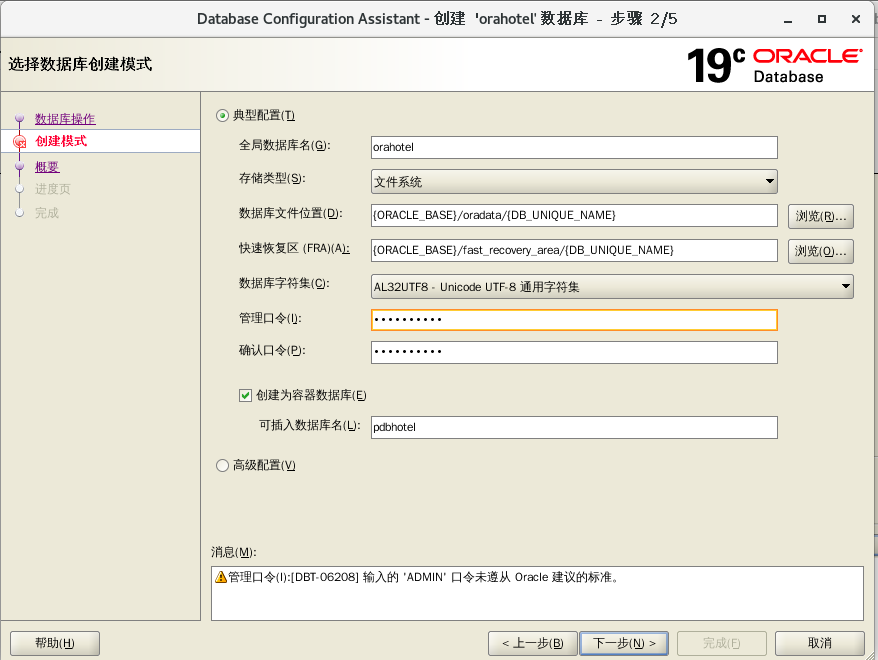 Database Configuration Assistant - 创建 'orahotel' 数据库 - 步骤 2/5
选择数据库创建模式
19c ORACLE
Database
数据库操作
创建模式
概要
进度页
完成
典型配置(T)
全局数据库名(G): orahotel
存储类型(S): 文件系统
数据库文件位置(D): {ORACLE_BASE}/oradata/{DB_UNIQUE_NAME} 浏览(R)...
快速恢复区 (FRA)(A): {ORACLE_BASE}/fast_recovery_area/{DB_UNIQUE_NAME} 浏览(O)...
数据库字符集(C): AL32UTF8 - Unicode UTF-8 通用字符集
管理口令(I): ••••••••••
确认口令(P): ••••••••••
创建为容器数据库(E)
可插入数据库名(L): pdbhotel
高级配置(V)
消息(M):
管理口令(I):[DBT-06208] 输入的 'ADMIN' 口令未遵从 Oracle 建议的标准。
帮助(H) < 上一步(B) 下一步(N) > 完成(F) 取消